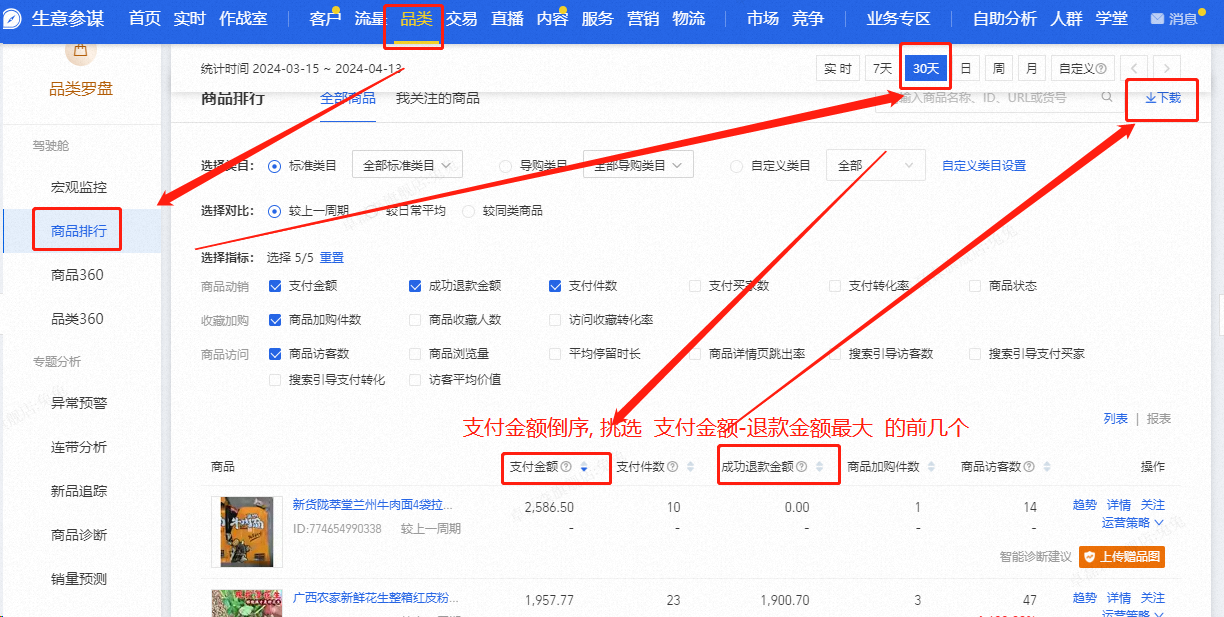 生意参谋 首页 实时 作战室 客户 流量 品类 交易 直播 内容 服务 营销 物流 市场 竞争 业务专区 自助分析 人群 学堂 消息
品类罗盘
驾驶舱
宏观监控
商品排行
商品360
品类360
专题分析
异常预警
连带分析
新品追踪
商品诊断
销量预测
统计时间 2024-03-15 ~ 2024-04-13
实时 7天 30天 日 周 月 自定义
商品排行 全部商品 我关注的商品
输入商品名称、ID、URL或货号
下载
选择类目: 标准类目 全部标准类目 导购类目 全部导购类目 自定义类目 全部 自定义类目设置
选择对比: 较上一周期 较日常平均 较同类商品
选择指标: 选择 5/5 重置
商品动销 支付金额 成功退款金额 支付件数 支付买家数 支付转化率 商品状态
收藏加购 商品加购件数 商品收藏人数 访问收藏转化率
商品访问 商品访客数 商品浏览量 平均停留时长 商品详情页跳出率 搜索引导访客数 搜索引导支付买家
搜索引导支付转化 访客平均价值
支付金额倒序, 挑选 支付金额-退款金额最大 的前几个
列表 | 报表
商品 支付金额 支付件数 成功退款金额 商品加购件数 商品访客数 操作
新货陇萃堂兰州牛肉面4袋拉... 2,586.50 10 0.00 1 14 趋势 详情 关注
ID:774654990338 较上一周期 - - - - - 运营策略
智能诊断建议 上传赠品图
广西农家新鲜花生整箱红皮粉... 1,957.77 23 1,900.70 3 47 趋势 详情 关注
运营策略